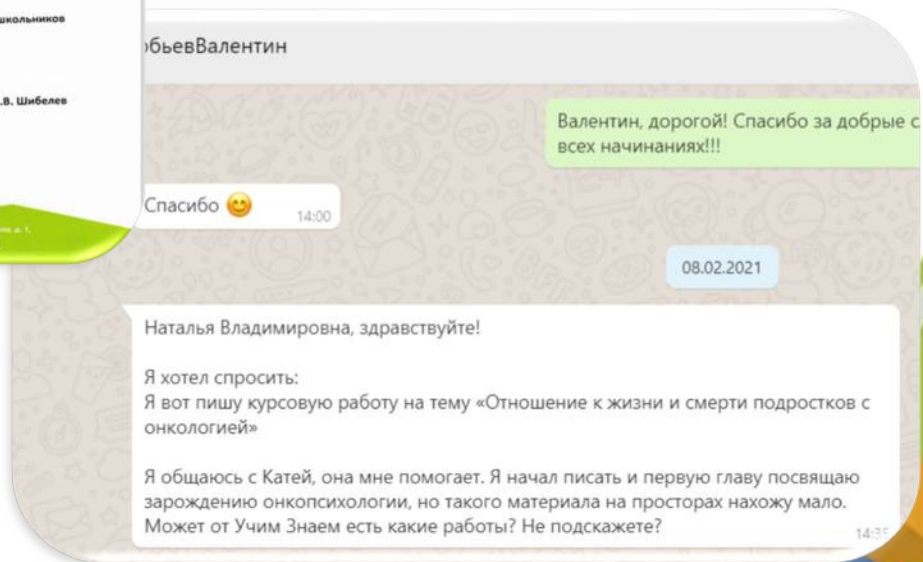 школьников
.В. Шибелев
обьевВалентин
Валентин, дорогой! Спасибо за добрые с
всех начинаниях!!!
Спасибо 😊
14:00
08.02.2021
Наталья Владимировна, здравствуйте!
Я хотел спросить:
Я вот пишу курсовую работу на тему «Отношение к жизни и смерти подростков с
онкологией»
Я общаюсь с Катей, она мне помогает. Я начал писать и первую главу посвящаю
зарождению онкопсихологии, но такого материала на просторах нахожу мало.
Может от Учим Знаем есть какие работы? Не подскажете?